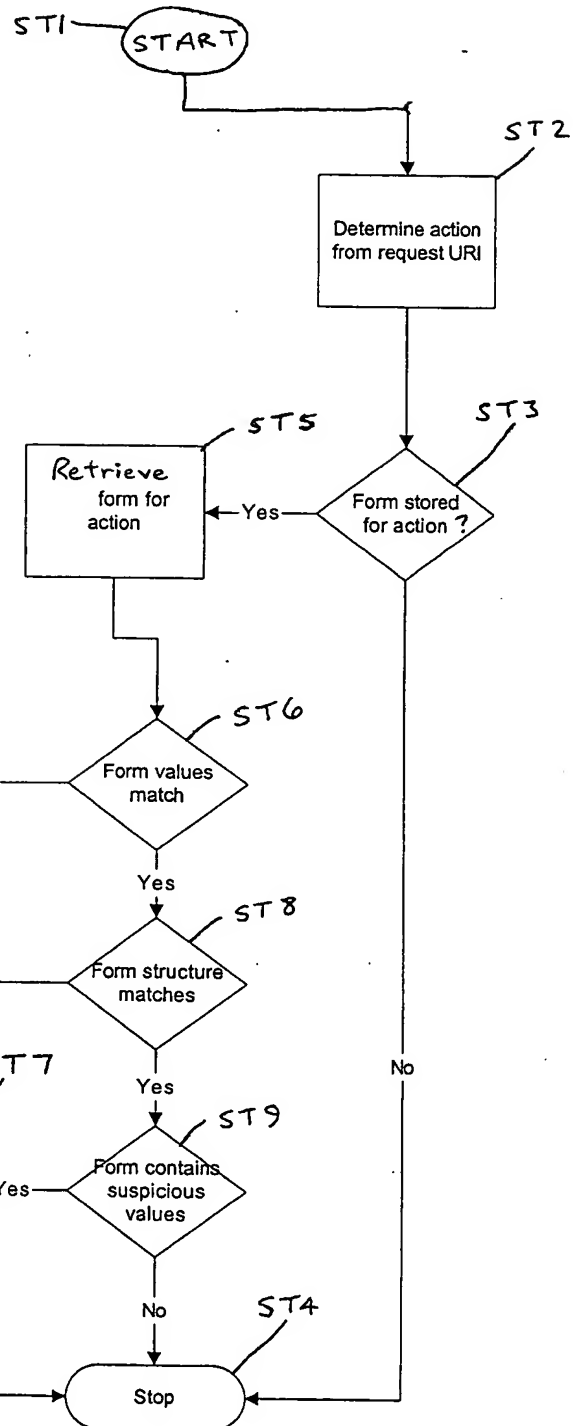 ST1
START
ST2
Determine action
from request URI
ST3
Form stored
for action ?
Yes
ST5
Retrieve
form for
action
ST6
Form values
match
Yes
ST8
Form structure
matches
T7
Yes
No
ST9
Form contains
suspicious
values
Yes
No
ST4
Stop